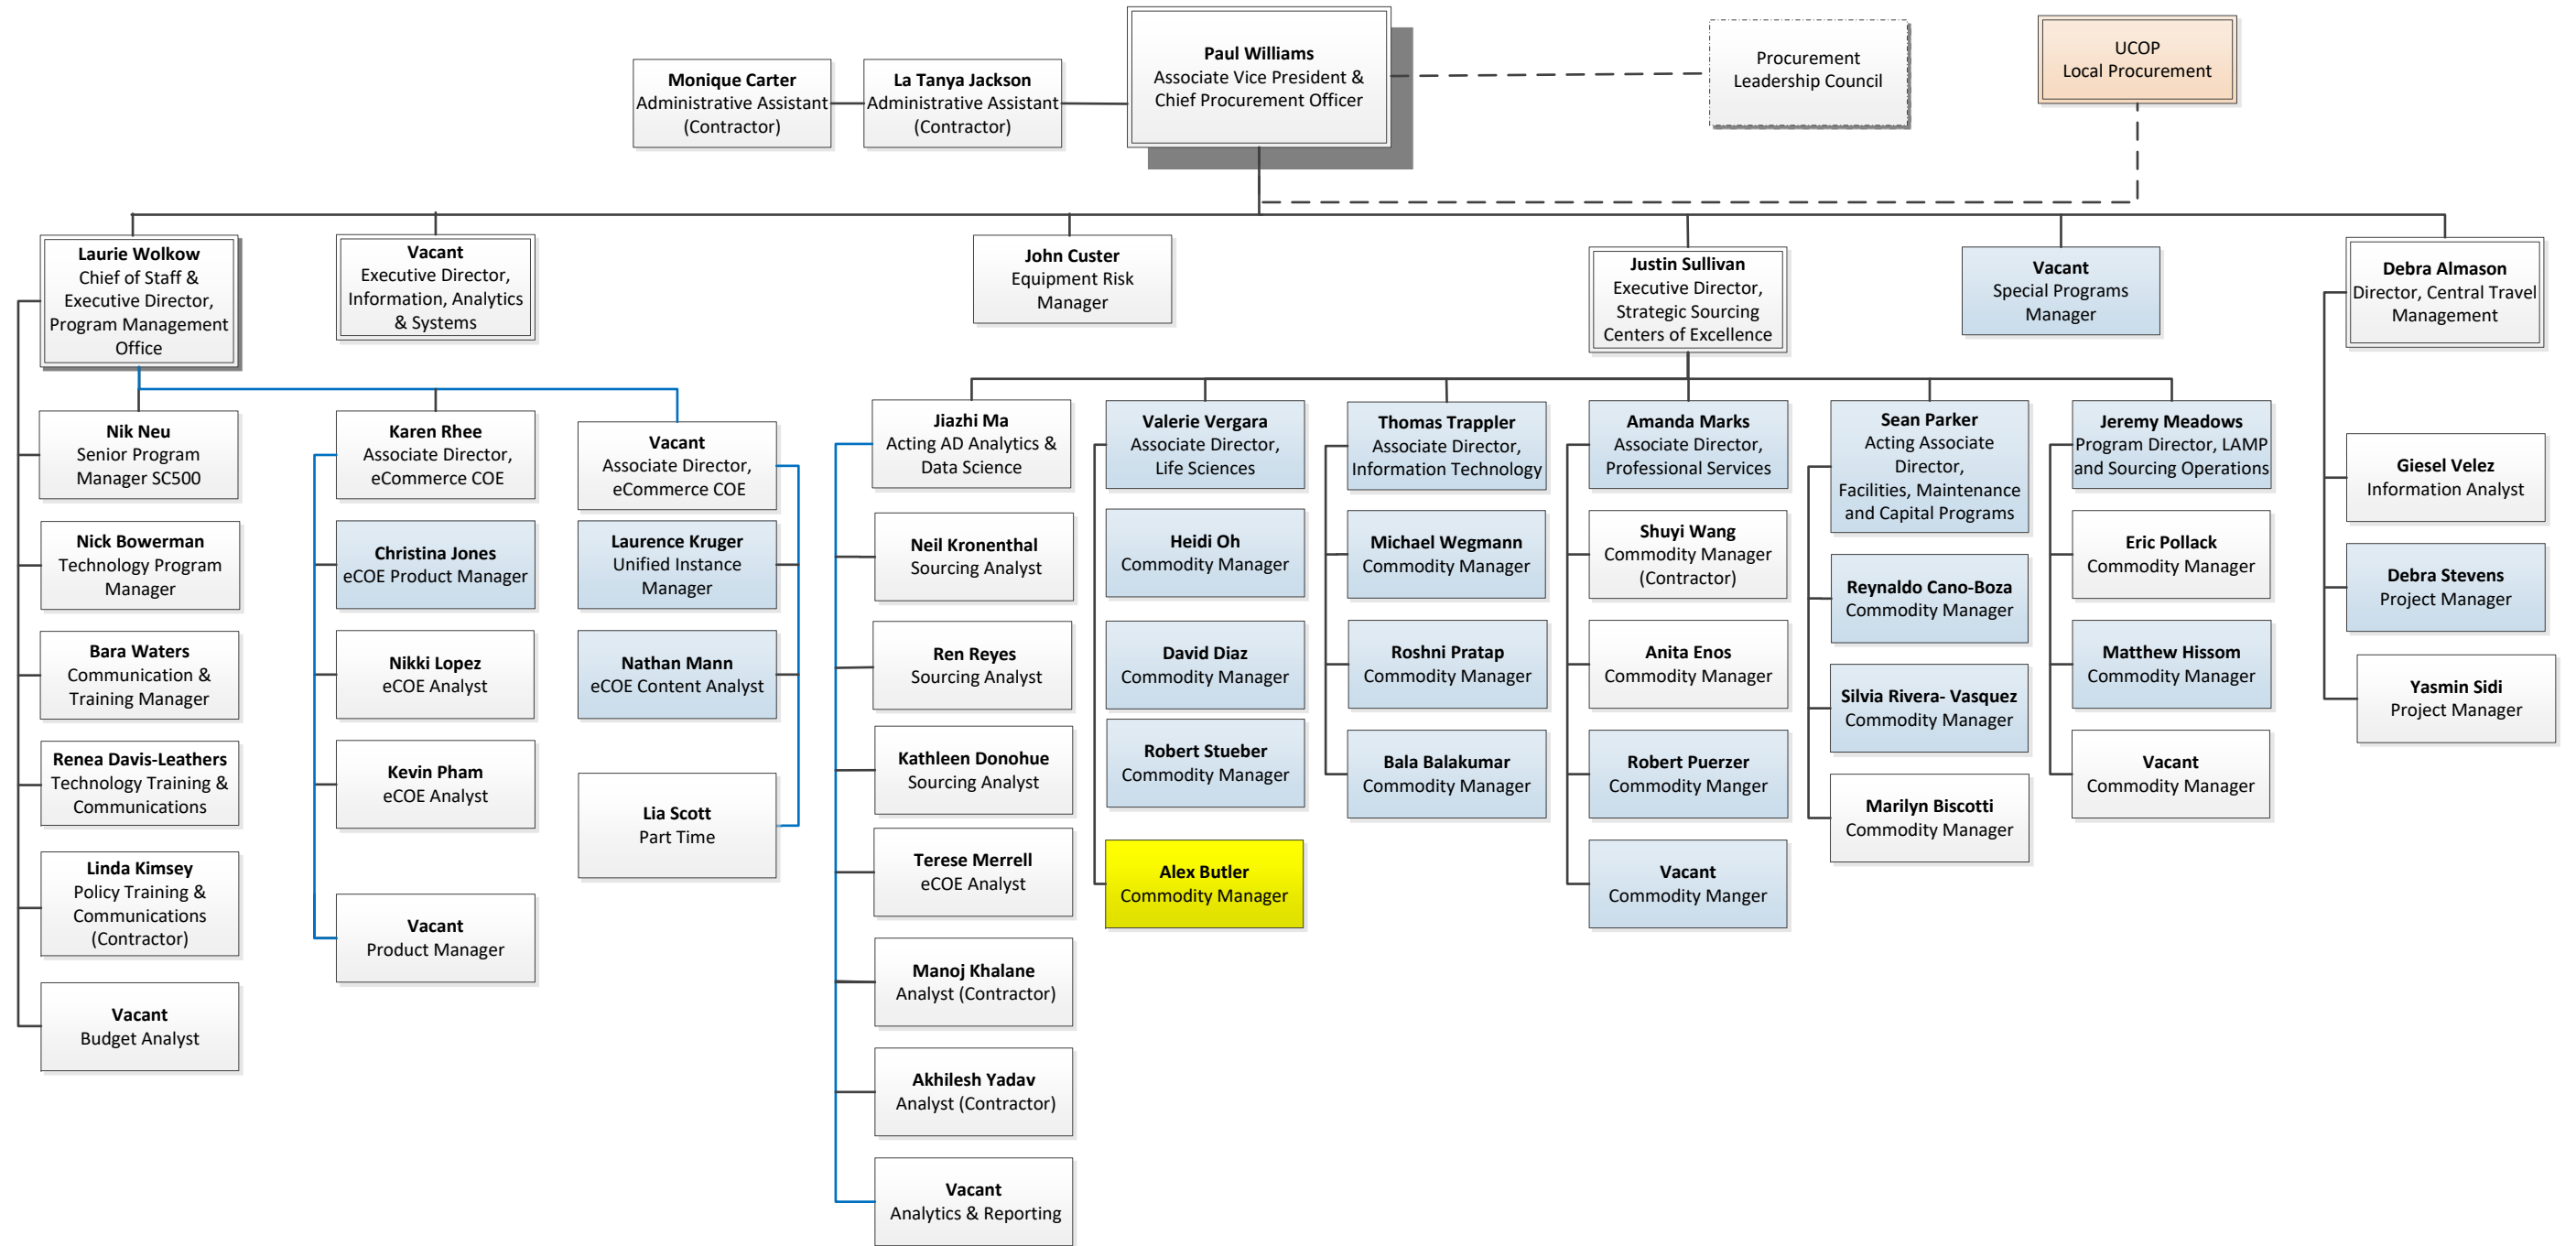 Monique Carter
Administrative Assistant
(Contractor)
La Tanya Jackson
Administrative Assistant
(Contractor)
Paul Williams
Associate Vice President &
Chief Procurement Officer
Procurement
Leadership Council
UCOP
Local Procurement
Laurie Wolkow
Chief of Staff &
Executive Director,
Program Management
Office
Vacant
Executive Director,
Information, Analytics
& Systems
John Custer
Equipment Risk
Manager
Justin Sullivan
Executive Director,
Strategic Sourcing
Centers of Excellence
Vacant
Special Programs
Manager
Debra Almason
Director, Central Travel
Management
Nik Neu
Senior Program
Manager SC500
Nick Bowerman
Technology Program
Manager
Bara Waters
Communication &
Training Manager
Renea Davis-Leathers
Technology Training &
Communications
Linda Kimsey
Policy Training &
Communications
(Contractor)
Vacant
Budget Analyst
Karen Rhee
Associate Director,
eCommerce COE
Christina Jones
eCOE Product Manager
Nikki Lopez
eCOE Analyst
Kevin Pham
eCOE Analyst
Vacant
Product Manager
Vacant
Associate Director,
eCommerce COE
Laurence Kruger
Unified Instance
Manager
Nathan Mann
eCOE Content Analyst
Lia Scott
Part Time
Jiazhi Ma
Acting AD Analytics &
Data Science
Neil Kronenthal
Sourcing Analyst
Ren Reyes
Sourcing Analyst
Kathleen Donohue
Sourcing Analyst
Terese Merrell
eCOE Analyst
Manoj Khalane
Analyst (Contractor)
Akhilesh Yadav
Analyst (Contractor)
Vacant
Analytics & Reporting
Valerie Vergara
Associate Director,
Life Sciences
Heidi Oh
Commodity Manager
David Diaz
Commodity Manager
Robert Stueber
Commodity Manager
Alex Butler
Commodity Manager
Thomas Trappler
Associate Director,
Information Technology
Michael Wegmann
Commodity Manager
Roshni Pratap
Commodity Manager
Bala Balakumar
Commodity Manager
Amanda Marks
Associate Director,
Professional Services
Shuyi Wang
Commodity Manager
(Contractor)
Anita Enos
Commodity Manager
Robert Puerzer
Commodity Manger
Vacant
Commodity Manger
Sean Parker
Acting Associate
Director,
Facilities, Maintenance
and Capital Programs
Reynaldo Cano-Boza
Commodity Manager
Silvia Rivera- Vasquez
Commodity Manager
Marilyn Biscotti
Commodity Manager
Jeremy Meadows
Program Director, LAMP
and Sourcing Operations
Eric Pollack
Commodity Manager
Matthew Hissom
Commodity Manager
Vacant
Commodity Manager
Giesel Velez
Information Analyst
Debra Stevens
Project Manager
Yasmin Sidi
Project Manager